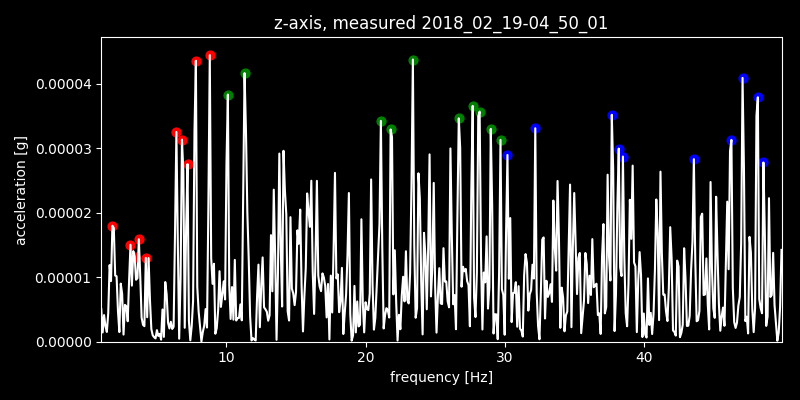 z-axis, measured 2018_02_19-04_50_01
0.00004
0.00003
0.00002
0.00001
0.00000
acceleration [g]
10 20 30 40
frequency [Hz]